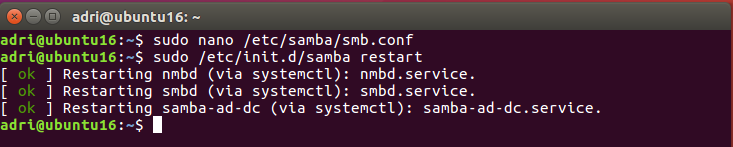 adri@ubuntu16: ~
adri@ubuntu16:~$ sudo nano /etc/samba/smb.conf
adri@ubuntu16:~$ sudo /etc/init.d/samba restart
[ ok ] Restarting nmbd (via systemctl): nmbd.service.
[ ok ] Restarting smbd (via systemctl): smbd.service.
[ ok ] Restarting samba-ad-dc (via systemctl): samba-ad-dc.service.
adri@ubuntu16:~$